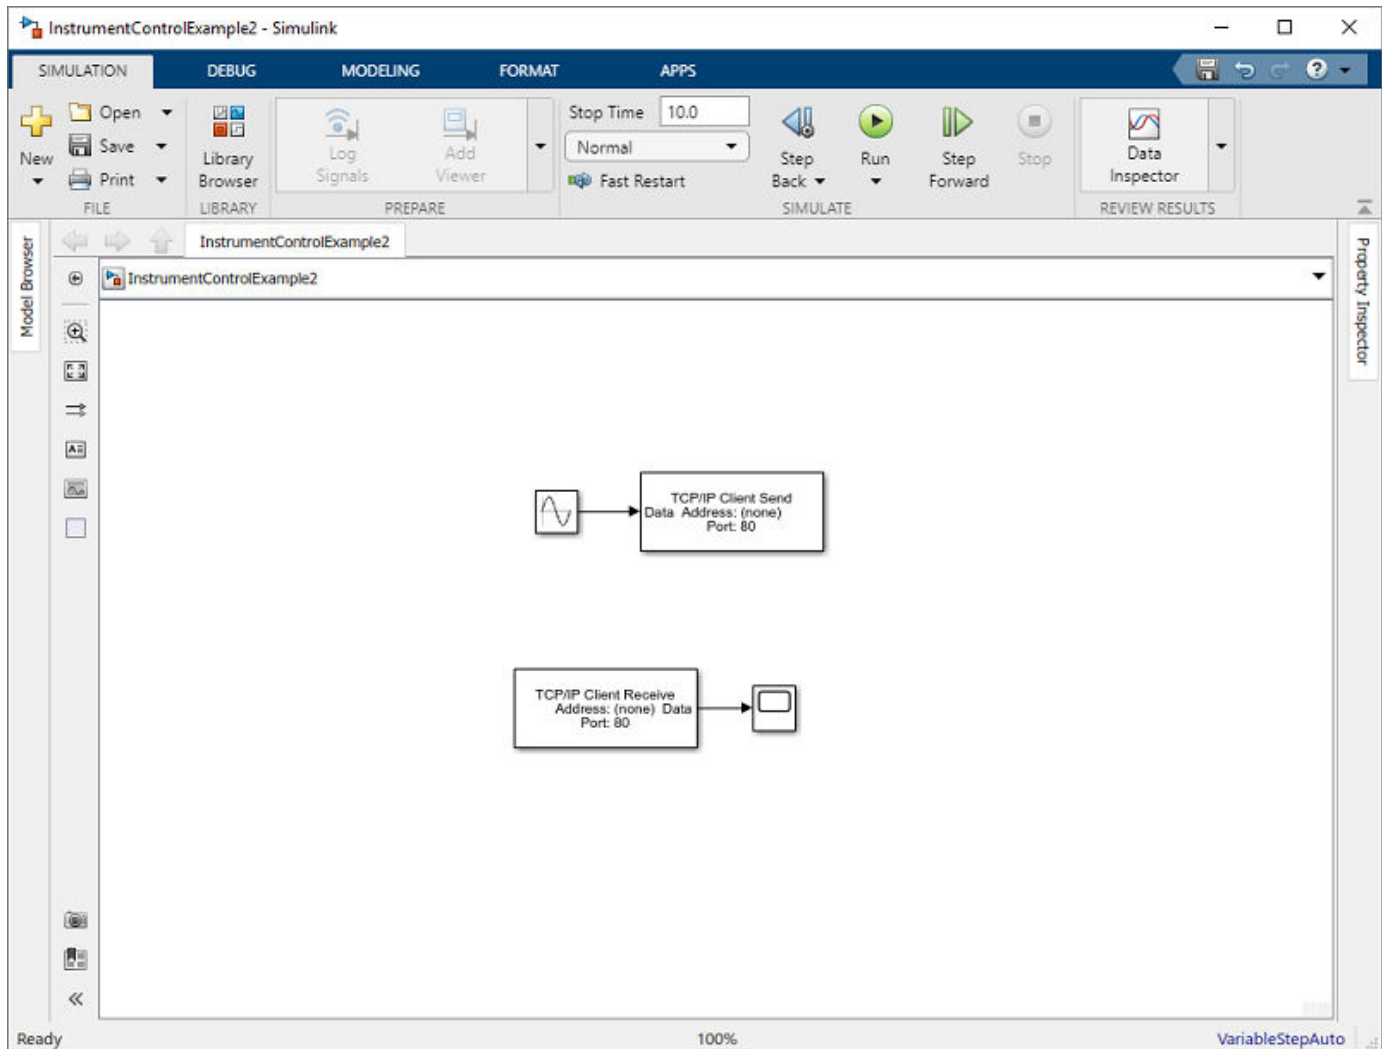 InstrumentControlExample2 - Simulink
SIMULATION DEBUG MODELING FORMAT APPS
New
Open
Save
Print
FILE
Library
Browser
LIBRARY
Log
Signals
Add
Viewer
PREPARE
Stop Time 10.0
Normal
Fast Restart
Step
Back
Run
Step
Forward
Stop
SIMULATE
Data
Inspector
REVIEW RESULTS
Model Browser
InstrumentControlExample2
InstrumentControlExample2
Property Inspector
TCP/IP Client Send
Data Address: (none)
Port: 80
TCP/IP Client Receive
Address: (none) Data
Port: 80
Ready 100% VariableStepAuto